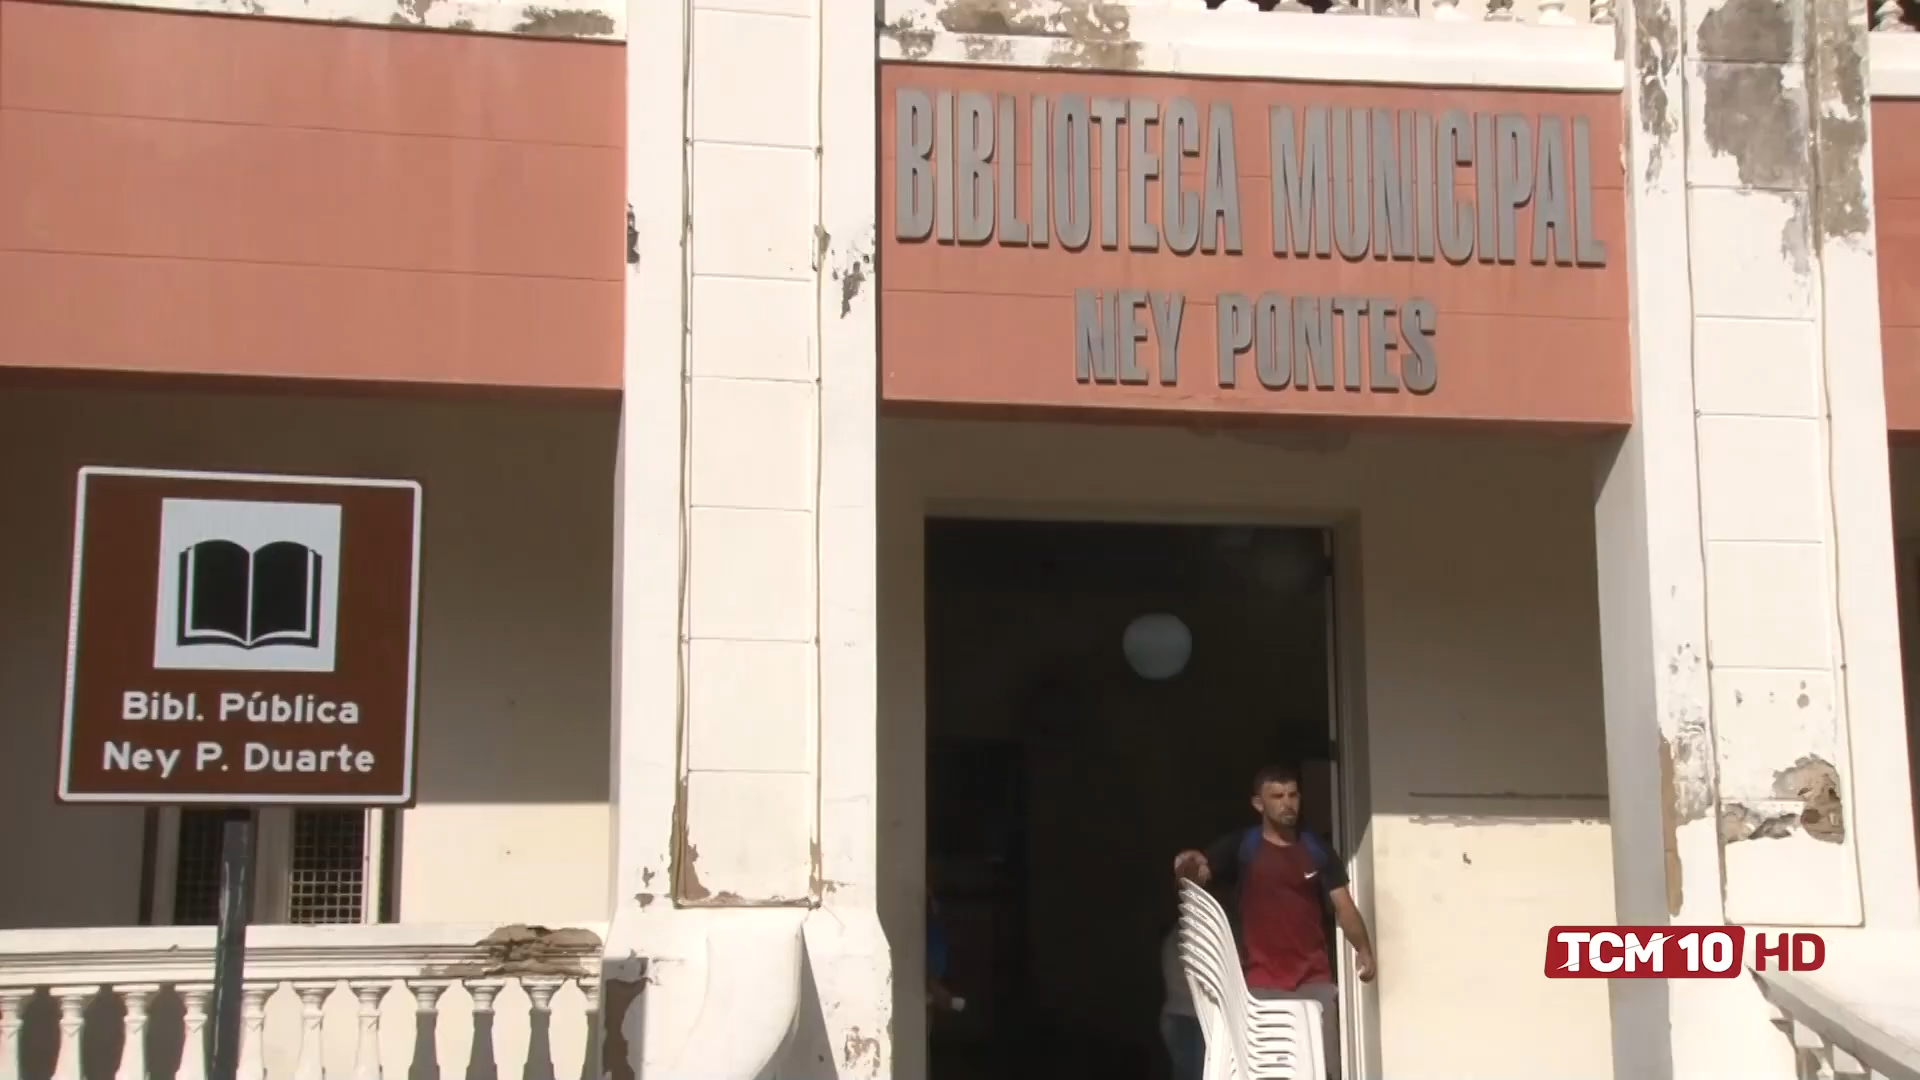 BIBLIOTECA MUNICIPAL
NEY PONTES
Bibl. Pública
Ney P. Duarte
TCM 10 HD